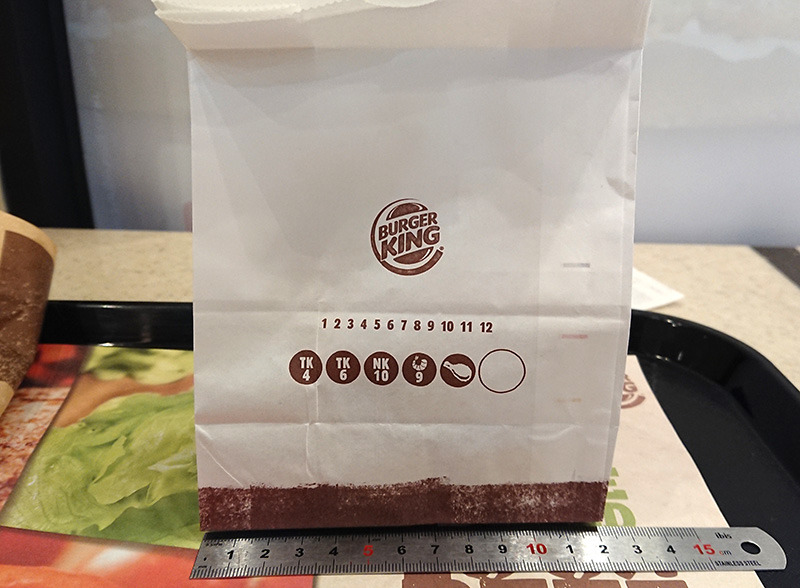 BURGER
KING
®
1 2 3 4 5 6 7 8 9 10 11 12
TK
4
TK
6
NK
10
9
1 2 3 4 5 6 7 8 9 10 1 2 3 4 15 cm
ibis
STAINLESS STEEL